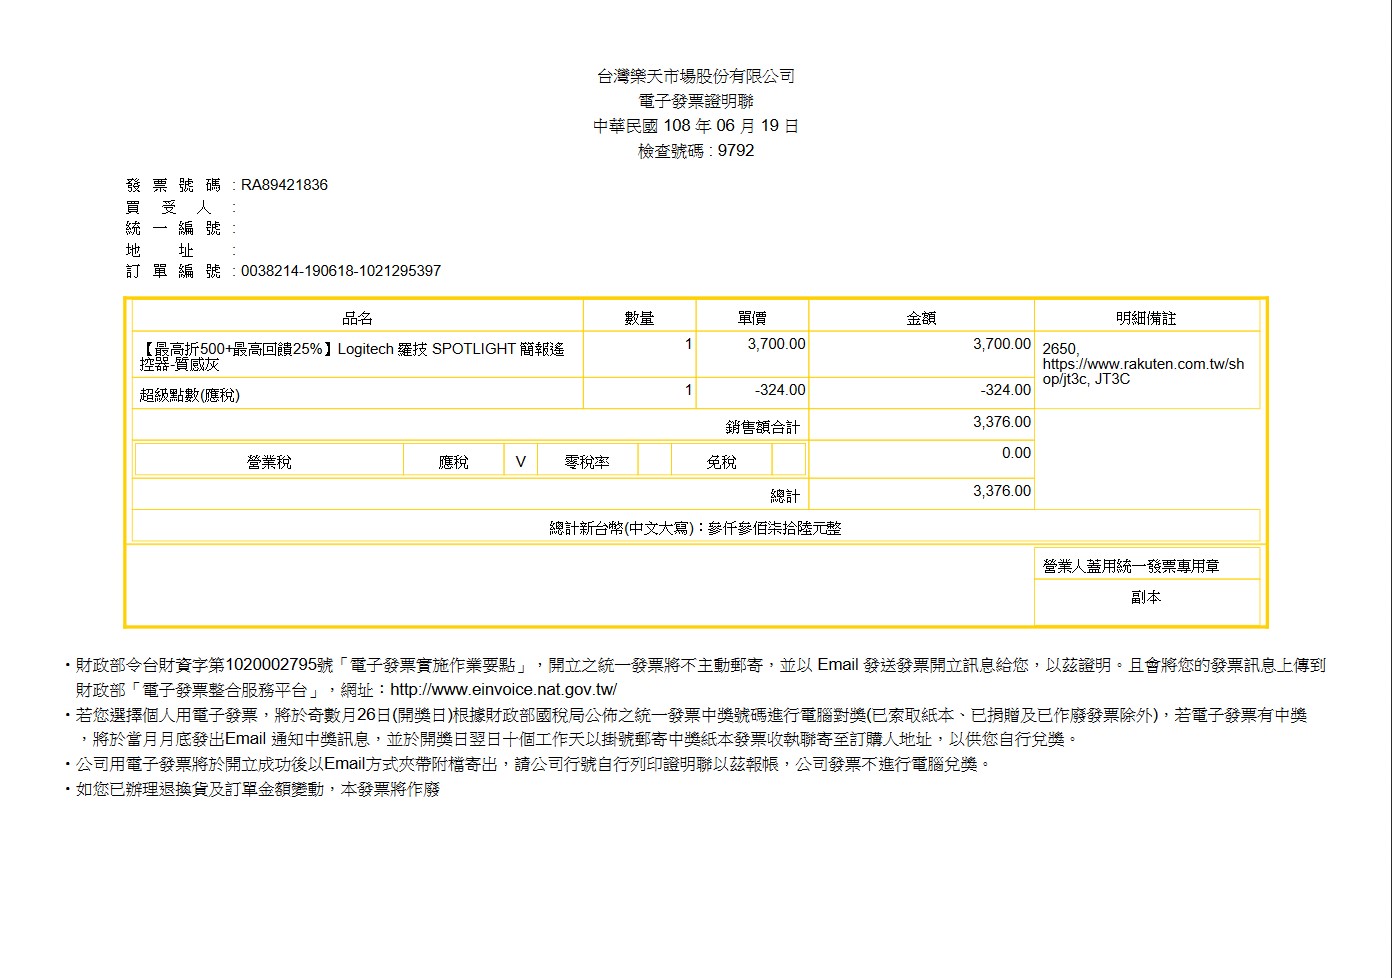 台灣樂天市場股份有限公司
電子發票證明聯
中華民國 108 年 06 月 19 日
檢查號碼 : 9792
發 票 號 碼 : RA89421836
買 受 人 :
統 一 編 號 :
地 址 :
訂 單 編 號 : 0038214-190618-1021295397
品名 數量 單價 金額 明細備註
【最高折500+最高回饋25%】Logitech 羅技 SPOTLIGHT 簡報遙 1 3,700.00 3,700.00 2650,
控器-質感灰 https://www.rakuten.com.tw/sh
op/jt3c, JT3C
超級點數(應稅) 1 -324.00 -324.00
銷售額合計 3,376.00
營業稅 應稅 V 零稅率 免稅 0.00
總計 3,376.00
總計新台幣(中文大寫)：參仟參佰柒拾陸元整
營業人蓋用統一發票專用章
副本
・財政部令台財資字第1020002795號「電子發票實施作業要點」，開立之統一發票將不主動郵寄，並以 Email 發送發票開立訊息給您，以茲證明。且會將您的發票訊息上傳到
財政部「電子發票整合服務平台」，網址：http://www.einvoice.nat.gov.tw/
・若您選擇個人用電子發票，將於奇數月26日(開獎日)根據財政部國稅局公佈之統一發票中獎號碼進行電腦對獎(已索取紙本、已捐贈及已作廢發票除外)，若電子發票有中獎
，將於當月月底發出Email 通知中獎訊息，並於開獎日翌日十個工作天以掛號郵寄中獎紙本發票收執聯寄至訂購人地址，以供您自行兌獎。
・公司用電子發票將於開立成功後以Email方式夾帶附檔寄出，請公司行號自行列印證明聯以茲報帳，公司發票不進行電腦兌獎。
・如您已辦理退換貨及訂單金額變動，本發票將作廢